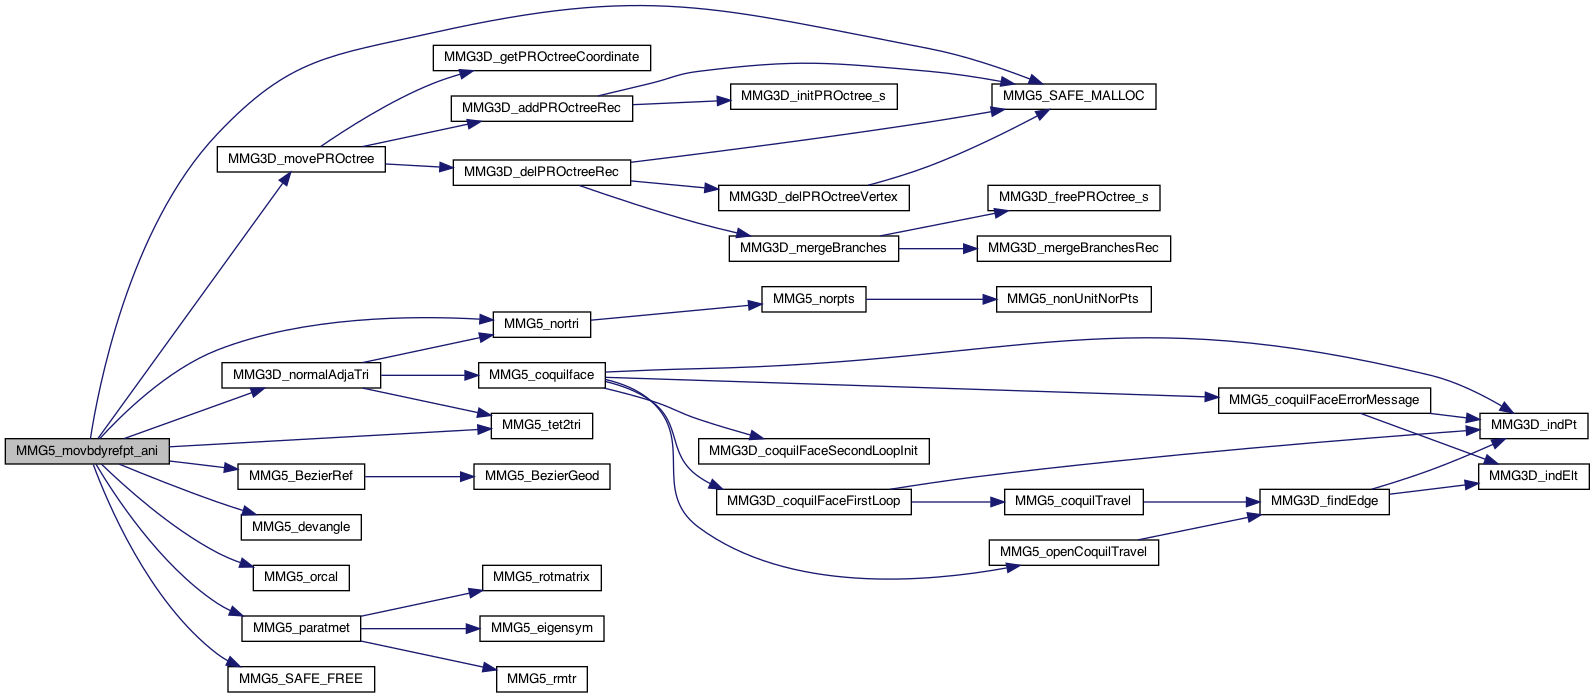 MMG5_movbdyrefpt_ani
MMG3D_movePROctree
MMG3D_getPROctreeCoordinate
MMG3D_addPROctreeRec
MMG3D_initPROctree_s
MMG5_SAFE_MALLOC
MMG3D_delPROctreeRec
MMG3D_delPROctreeVertex
MMG3D_freePROctree_s
MMG3D_mergeBranches
MMG3D_mergeBranchesRec
MMG5_nortri
MMG5_norpts
MMG5_nonUnitNorPts
MMG3D_normalAdjaTri
MMG5_coquilface
MMG5_tet2tri
MMG5_coquilFaceErrorMessage
MMG3D_indPt
MMG3D_coquilFaceSecondLoopInit
MMG3D_indElt
MMG3D_coquilFaceFirstLoop
MMG5_coquilTravel
MMG3D_findEdge
MMG5_openCoquilTravel
MMG5_BezierRef
MMG5_BezierGeod
MMG5_devangle
MMG5_orcal
MMG5_paratmet
MMG5_rotmatrix
MMG5_eigensym
MMG5_rmtr
MMG5_SAFE_FREE